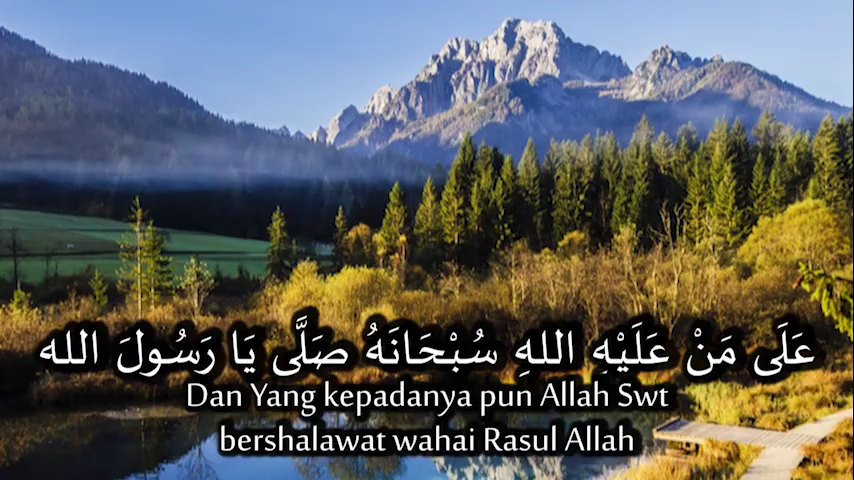 عَلَى مَنْ عَلَيْهِ اللهِ سُبْحَانَهُ صَلَّى يَا رَسُولَ الله
Dan Yang kepadanya pun Allah Swt
bershalawat wahai Rasul Allah